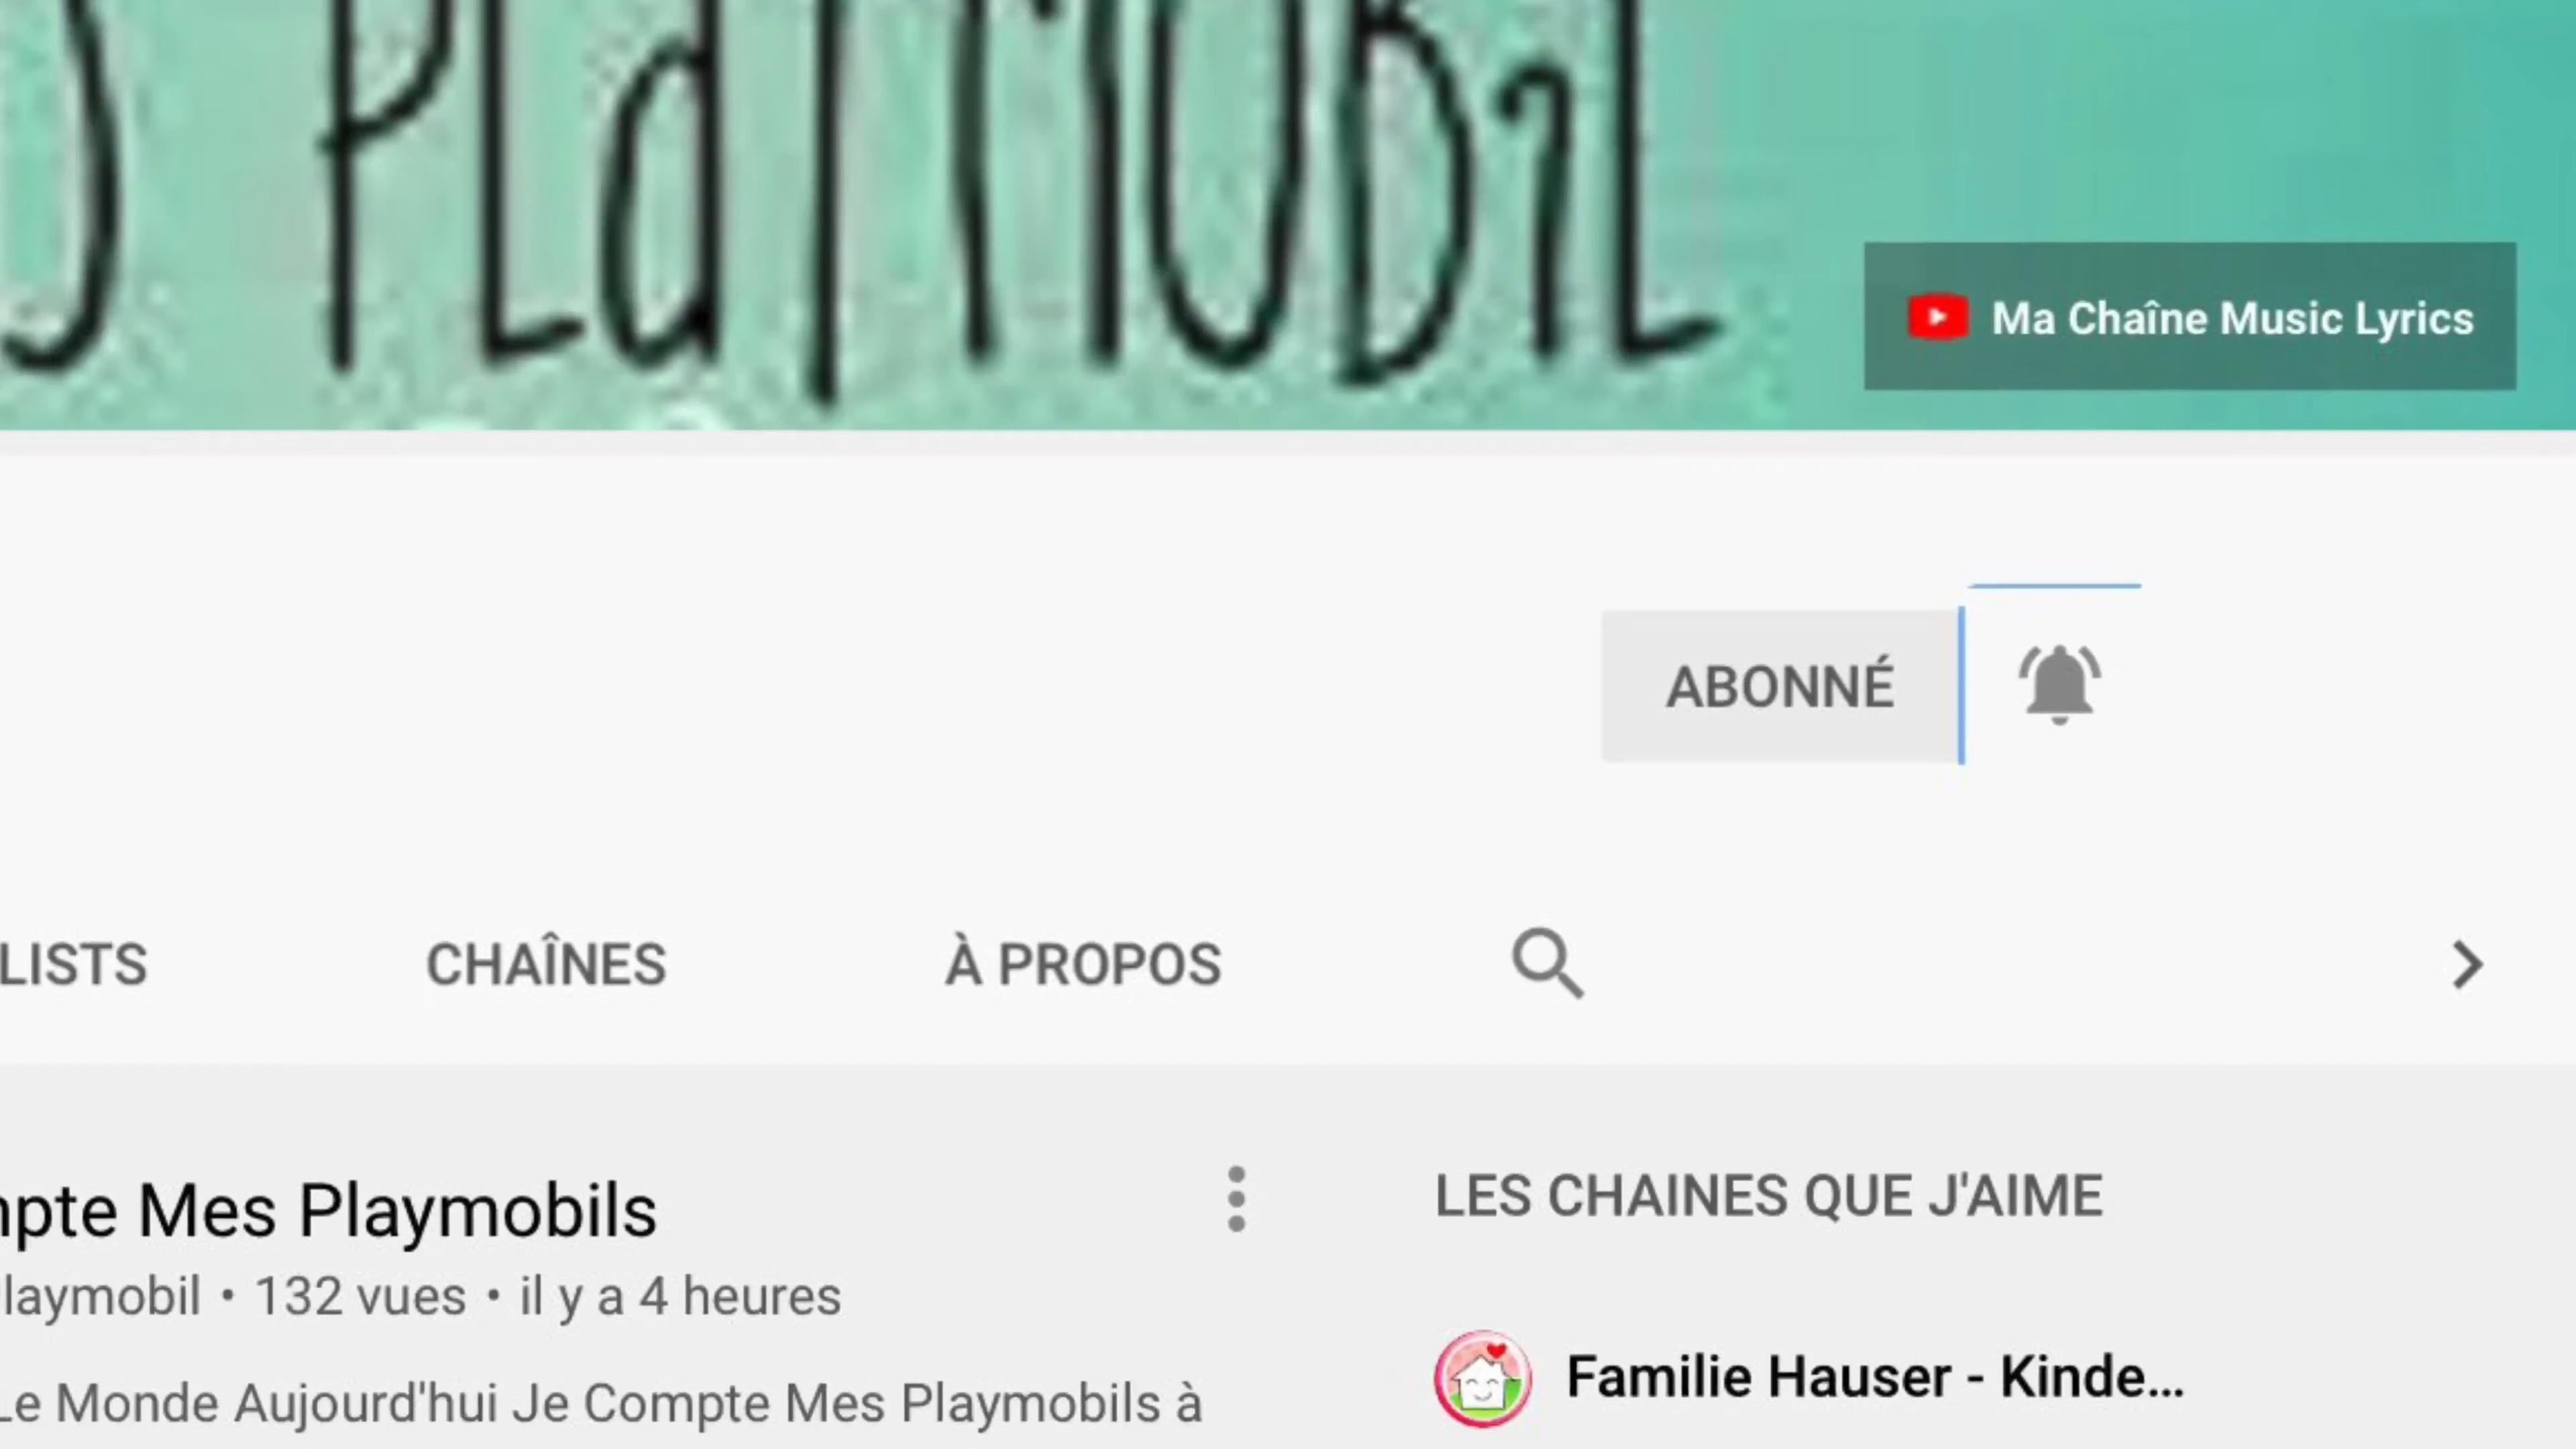 S PLaYMOBiL
Ma Chaîne Music Lyrics
ABONNÉ
LISTS CHAÎNES À PROPOS
pte Mes Playmobils
LES CHAINES QUE J'AIME
laymobil • 132 vues • il y a 4 heures
Familie Hauser - Kinde...
Le Monde Aujourd'hui Je Compte Mes Playmobils à